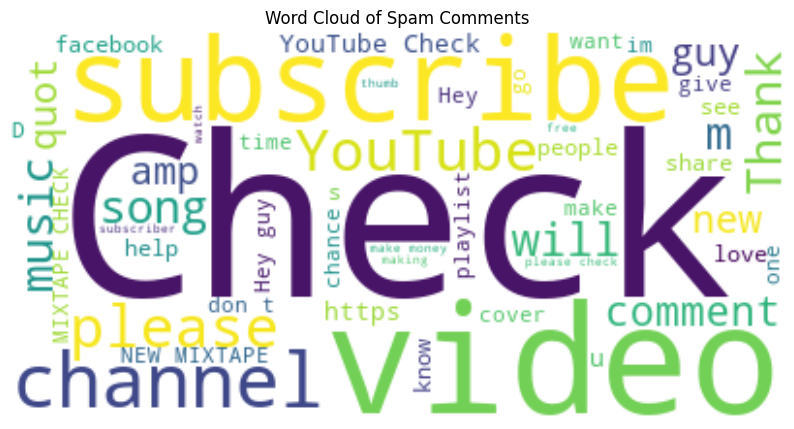 Word Cloud of Spam Comments
facebook
YouTube Check
want
im
guy
subscribe
thumb
Hey
go
give
see
quot
D
watch
time
YouTube
free
people
m
Thank
share
Check
amp
song
subscriber
help
music
MIXTAPE CHECK
Hey guy
s
chance
make money
making
playlist
will
make
please check
new
love
one
don t
https
cover
comment
please
NEW MIXTAPE
channel
video
know
u